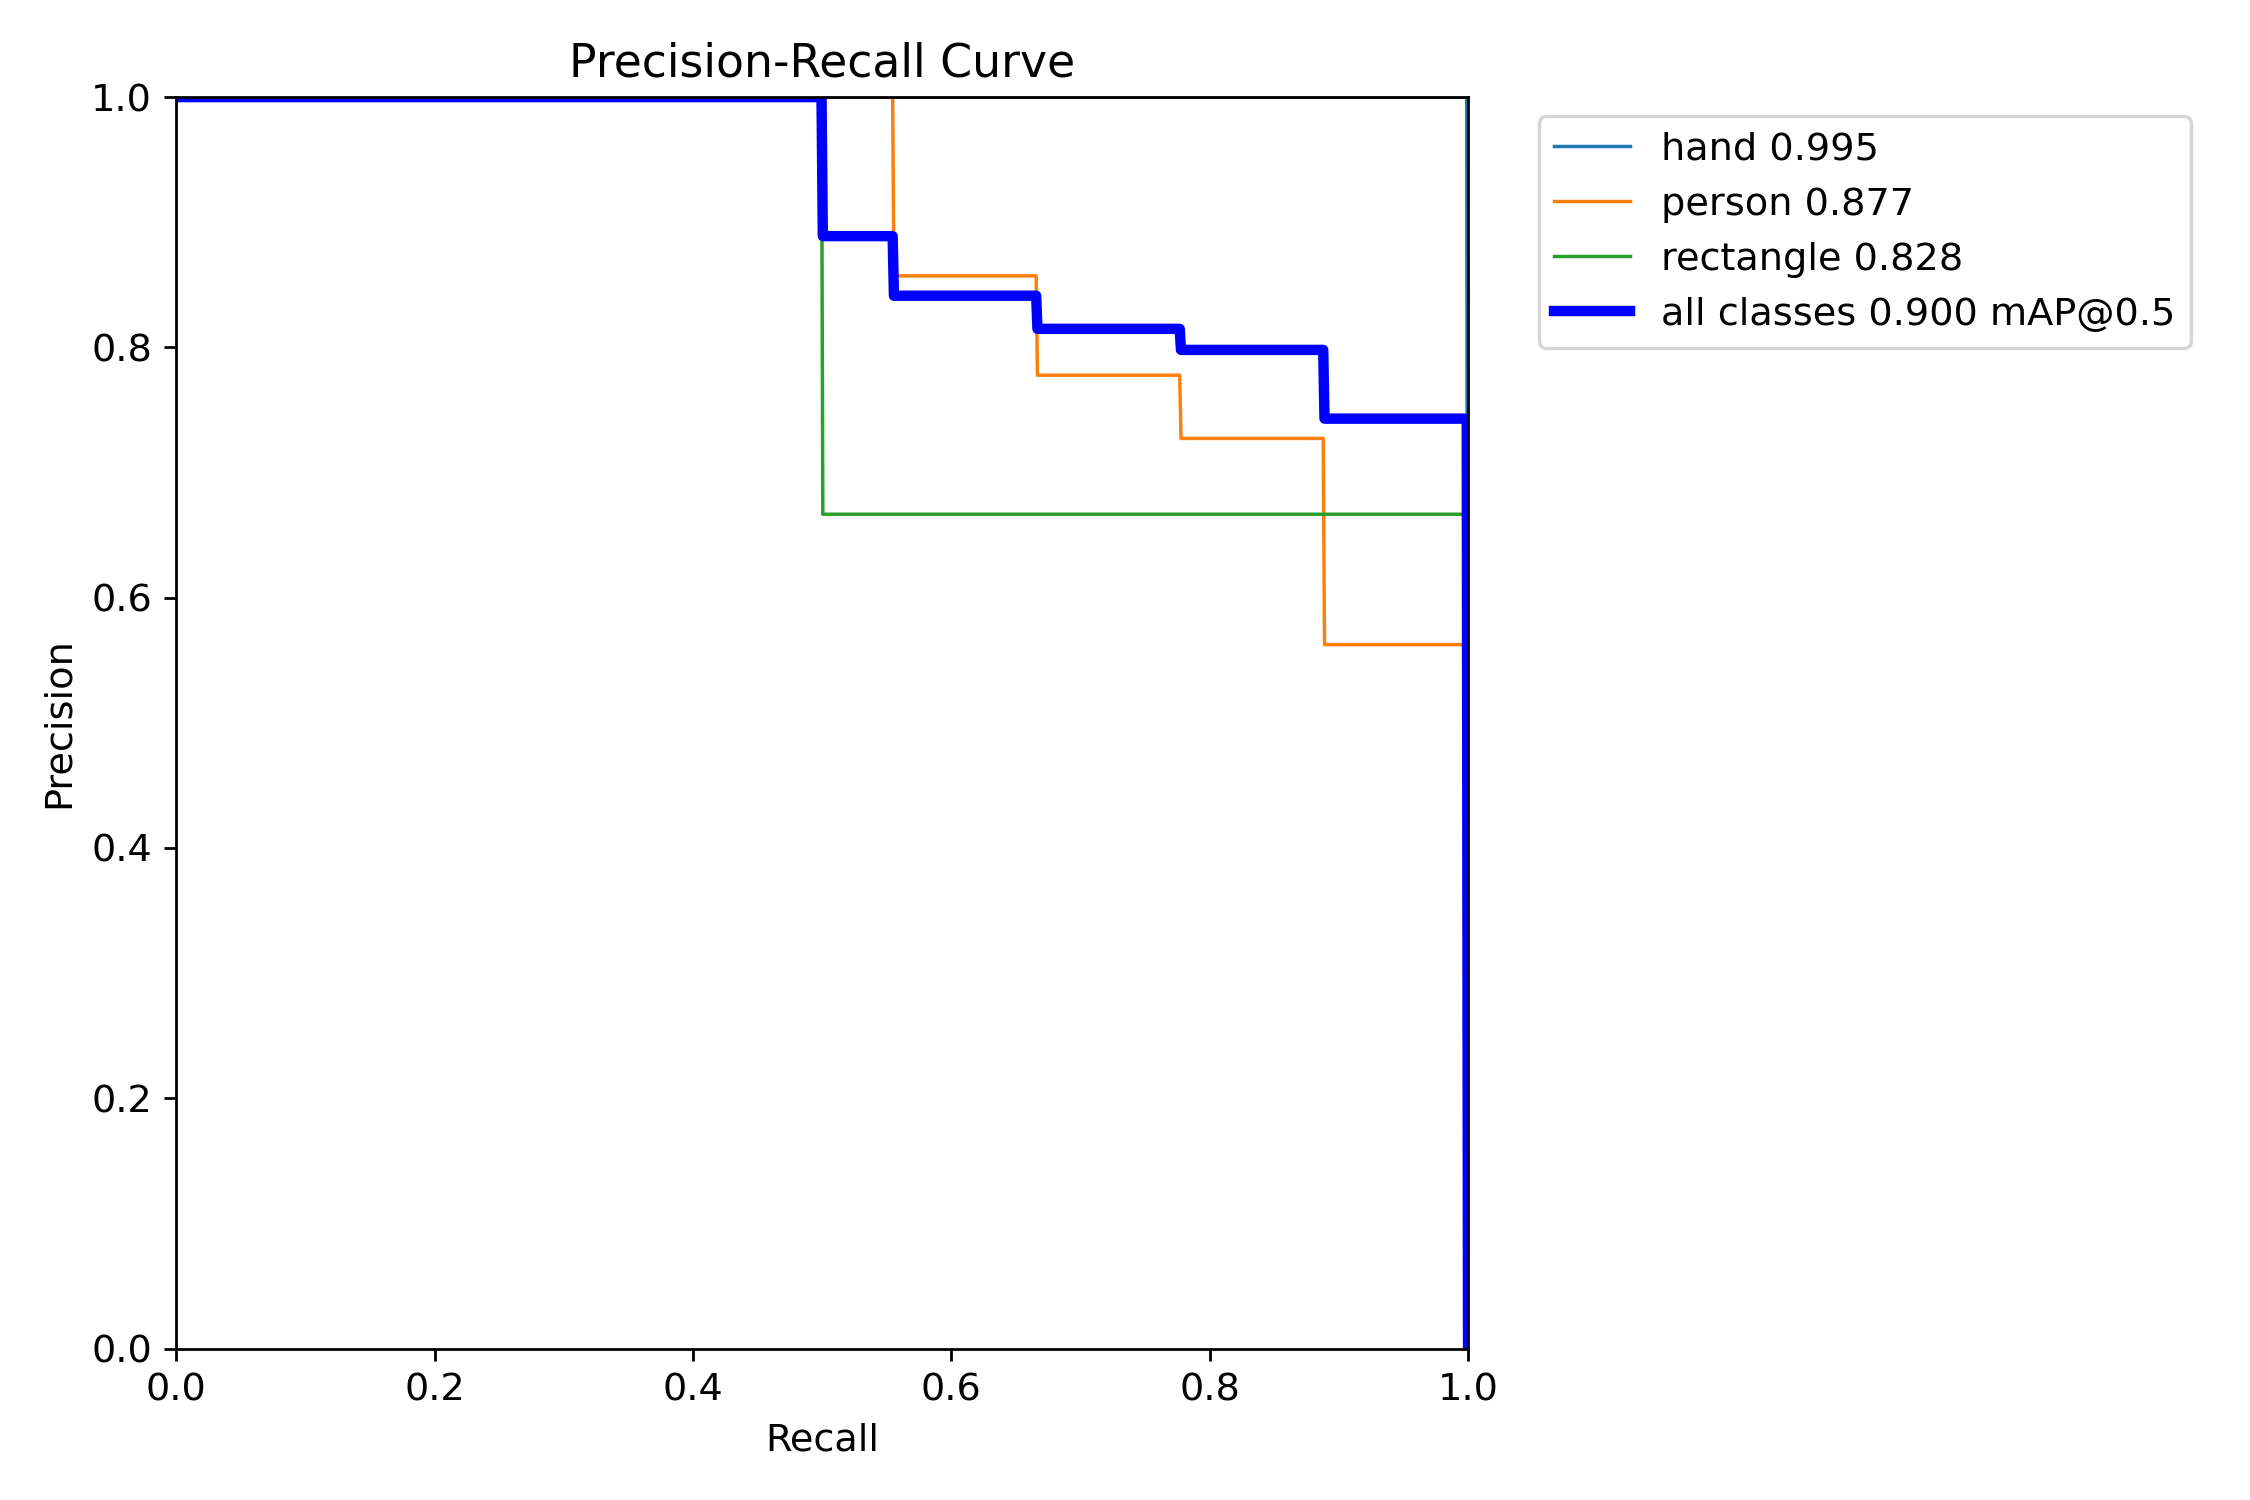 Precision-Recall Curve
1.0
0.8
0.6
0.4
0.2
0.0
Precision
0.0 0.2 0.4 0.6 0.8 1.0
Recall
hand 0.995
person 0.877
rectangle 0.828
all classes 0.900 mAP@0.5